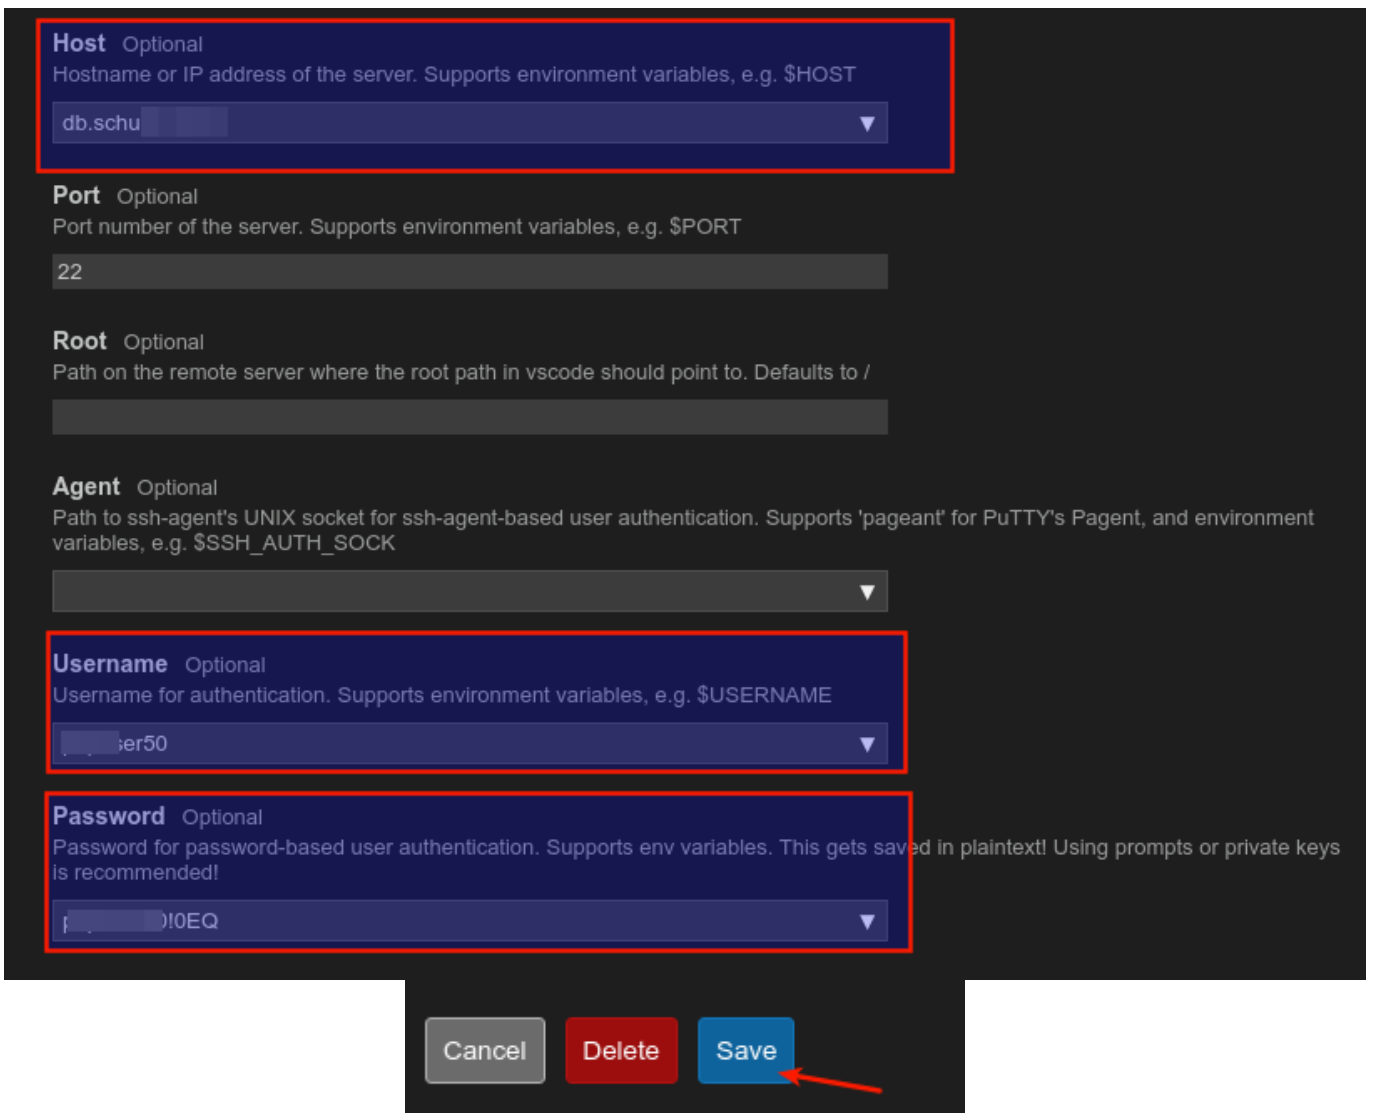 Host Optional
Hostname or IP address of the server. Supports environment variables, e.g. $HOST
db.schu
Port Optional
Port number of the server. Supports environment variables, e.g. $PORT
22
Root Optional
Path on the remote server where the root path in vscode should point to. Defaults to /
Agent Optional
Path to ssh-agent's UNIX socket for ssh-agent-based user authentication. Supports 'pageant' for PuTTY's Pagent, and environment
variables, e.g. $SSH_AUTH_SOCK
Username Optional
Username for authentication. Supports environment variables, e.g. $USERNAME
ser50
Password Optional
Password for password-based user authentication. Supports env variables. This gets saved in plaintext! Using prompts or private keys
is recommended!
!0EQ
Cancel Delete Save